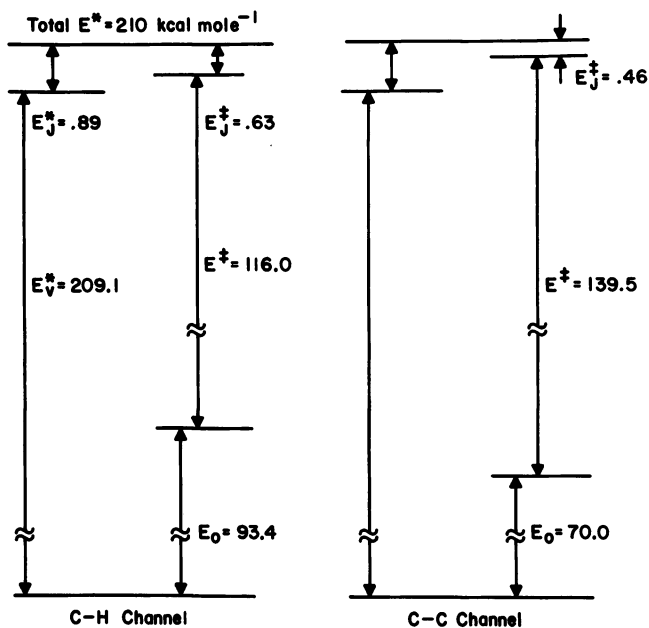 Total E* = 210 kcal mole⁻¹
E*J = .89
E‡J = .63
E*V = 209.1
E‡ = 116.0
E₀ = 93.4
C-H Channel
E‡J = .46
E‡ = 139.5
E₀ = 70.0
C-C Channel